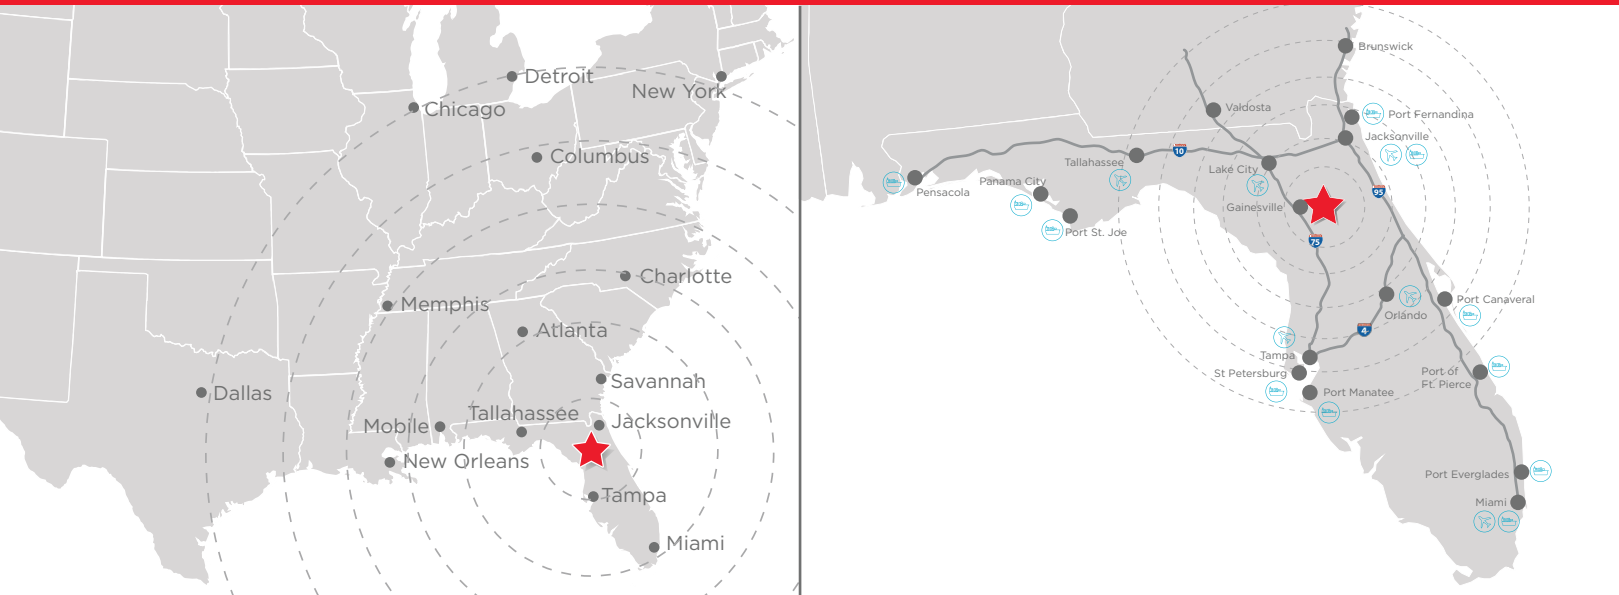 Detroit
New York
Chicago
Columbus
Charlotte
Memphis
Atlanta
Savannah
Dallas
Tallahassee
Jacksonville
Mobile
New Orleans
Tampa
Miami
Brunswick
Valdosta
Port Fernandina
Jacksonville
10
Tallahassee
Lake City
Panama City
Pensacola
95
Gainesville
Port St. Joe
75
Port Canaveral
Orlando
4
Tampa
St Petersburg
Port of
Ft. Pierce
Port Manatee
Port Everglades
Miami